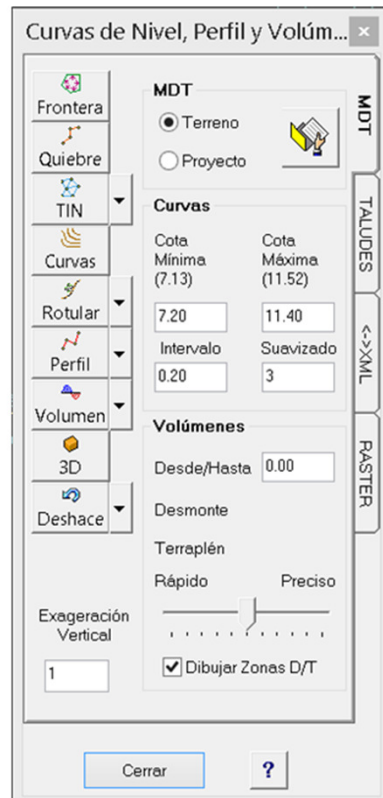 Curvas de Nivel, Perfil y Volúm...
Frontera
Quiebre
TIN
Curvas
Rotular
Perfil
Volumen
3D
Deshace
Exageración
Vertical
1
MDT
Terreno
Proyecto
Curvas
Cota Cota
Mínima Máxima
(7.13) (11.52)
7.20 11.40
Intervalo Suavizado
0.20 3
Volúmenes
Desde/Hasta 0.00
Desmonte
Terraplén
Rápido Preciso
Dibujar Zonas D/T
MDT
TALUDES
<->XML
RASTER
Cerrar ?